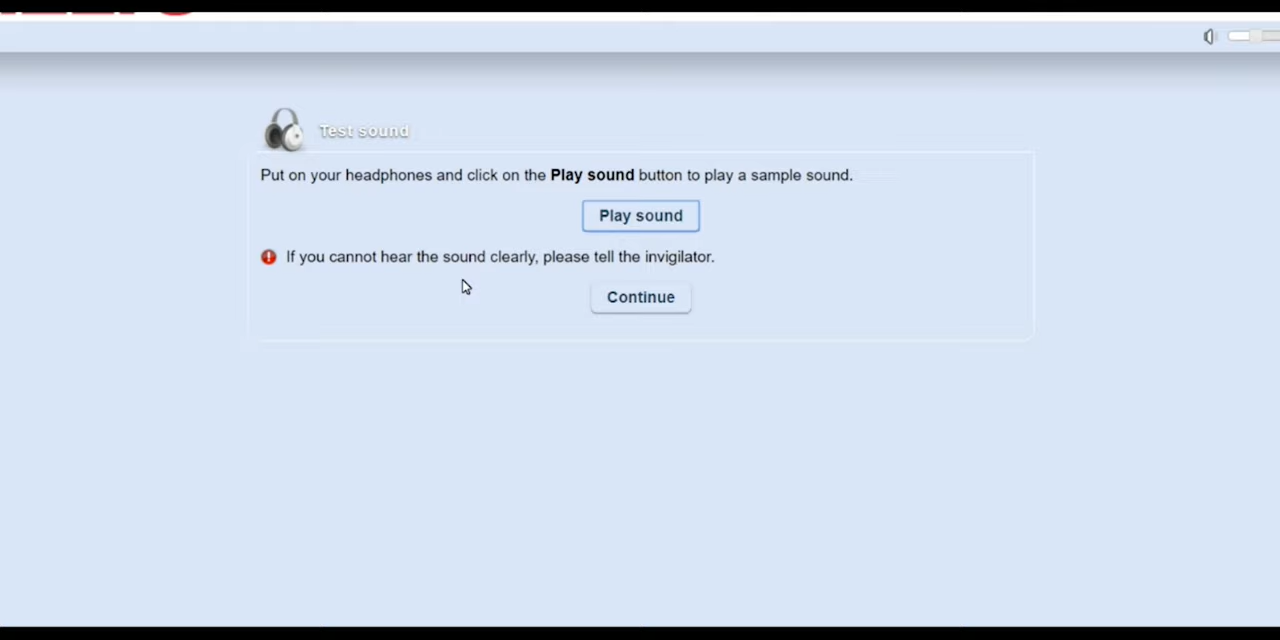 Test sound
Put on your headphones and click on the Play sound button to play a sample sound.
Play sound
If you cannot hear the sound clearly, please tell the invigilator.
Continue